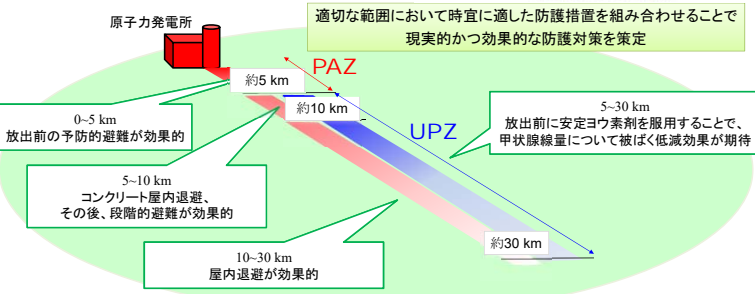 原子力発電所
適切な範囲において時宜に適した防護措置を組み合わせることで
現実的かつ効果的な防護対策を策定
PAZ
約5 km
約10 km
UPZ
0~5 km
放出前の予防的避難が効果的
5~30 km
放出前に安定ヨウ素剤を服用することで、
甲状腺線量について被ばく低減効果が期待
5~10 km
コンクリート屋内退避、
その後、段階的避難が効果的
約30 km
10~30 km
屋内退避が効果的